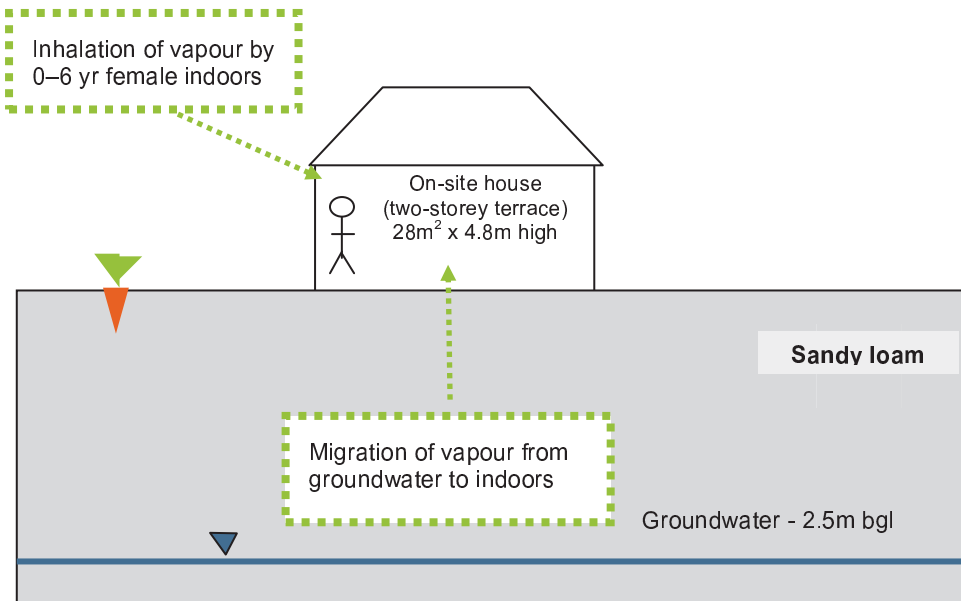 Inhalation of vapour by
0–6 yr female indoors
On-site house
(two-storey terrace)
28m² x 4.8m high
Sandy loam
Migration of vapour from
groundwater to indoors
Groundwater - 2.5m bgl